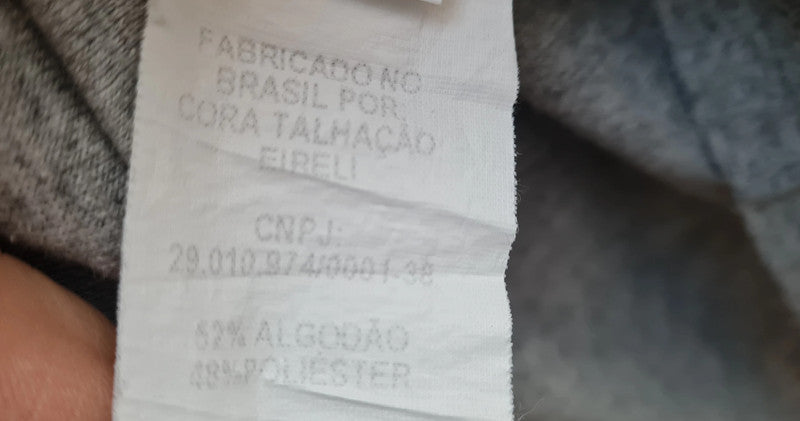 FABRICADO NO
BRASIL POR
CORA TALHAÇÃO
EIRELI
CNPJ:
29.010.974/0001-38
52% ALGODÃO
48%POLIÉSTER